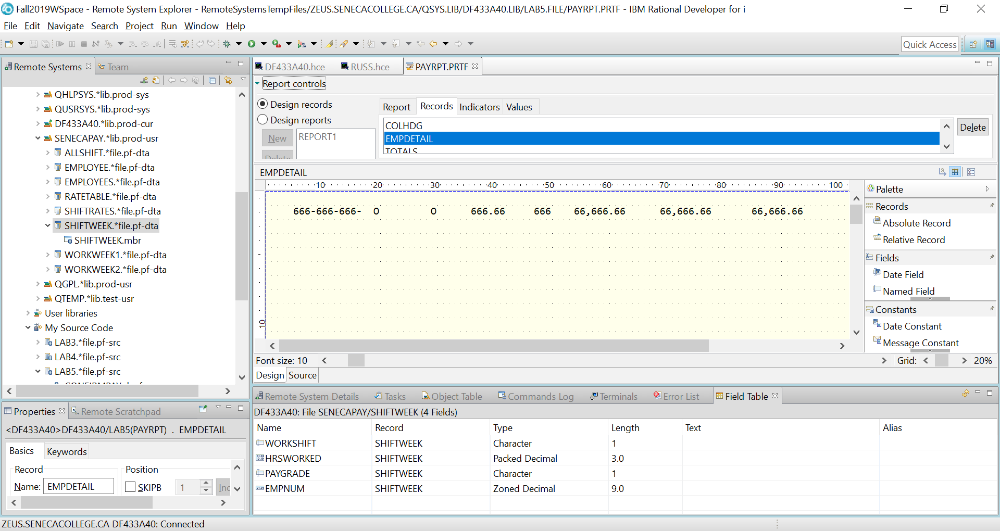 Fall2019WSpace - Remote System Explorer - RemoteSystemsTempFiles/ZEUS.SENECACOLLEGE.CA/QSYS.LIB/DF433A40.LIB/LAB5.FILE/PAYRPT.PRTF - IBM Rational Developer for i
File Edit Navigate Search Project Run Window Help
Quick Access
Remote Systems
Team
QHLPSYS.*lib.prod-sys
QUSRSYS.*lib.prod-sys
DF433A40.*lib.prod-cur
SENECAPAY.*lib.prod-usr
ALLSHIFT.*file.pf-dta
EMPLOYEE.*file.pf-dta
EMPLOYEES.*file.pf-dta
RATETABLE.*file.pf-dta
SHIFTRATES.*file.pf-dta
SHIFTWEEK.*file.pf-dta
SHIFTWEEK.mbr
WORKWEEK1.*file.pf-dta
WORKWEEK2.*file.pf-dta
QGPL.*lib.prod-usr
QTEMP.*lib.test-usr
User libraries
My Source Code
LAB3.*file.pf-src
LAB4.*file.pf-src
LAB5.*file.pf-src
Properties
Remote Scratchpad
<DF433A40>DF433A40/LAB5(PAYRPT) . EMPDETAIL
Basics Keywords
Record Position
Name: EMPDETAIL SKIPB 1
DF433A40.hce RUSS.hce PAYRPT.PRTF
Report controls
Design records
Design reports
New REPORT1
Delete
Report Records Indicators Values
COLHDG
EMPDETAIL
TOTALS
Delete
EMPDETAIL
10 20 30 40 50 60 70 80 90 100
666-666-666- O O 666.66 666 66,666.66 66,666.66 66,666.66
10
Palette
Records
Absolute Record
Relative Record
Fields
Date Field
Named Field
Constants
Date Constant
Message Constant
Font size: 10 Grid: 20%
Design Source
Remote System Details Tasks Object Table Commands Log Terminals Error List Field Table
DF433A40: File SENECAPAY/SHIFTWEEK (4 Fields)
Name Record Type Length Text Alias
WORKSHIFT SHIFTWEEK Character 1
HRSWORKED SHIFTWEEK Packed Decimal 3.0
PAYGRADE SHIFTWEEK Character 1
EMPNUM SHIFTWEEK Zoned Decimal 9.0
ZEUS.SENECACOLLEGE.CA DF433A40: Connected